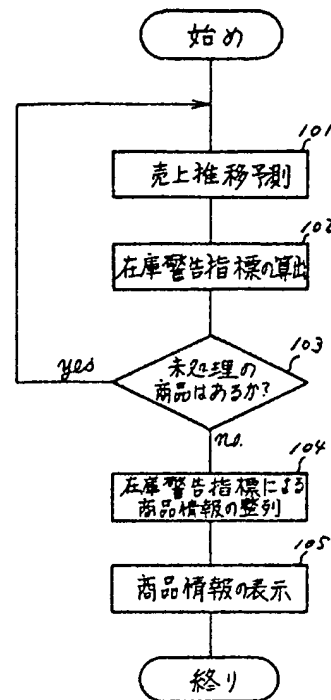 始め
101
売上推移予測
102
在庫警告指標の算出
103
未処理の
商品はあるか?
yes
no.
104
在庫警告指標による
商品情報の整列
105
商品情報の表示
終り